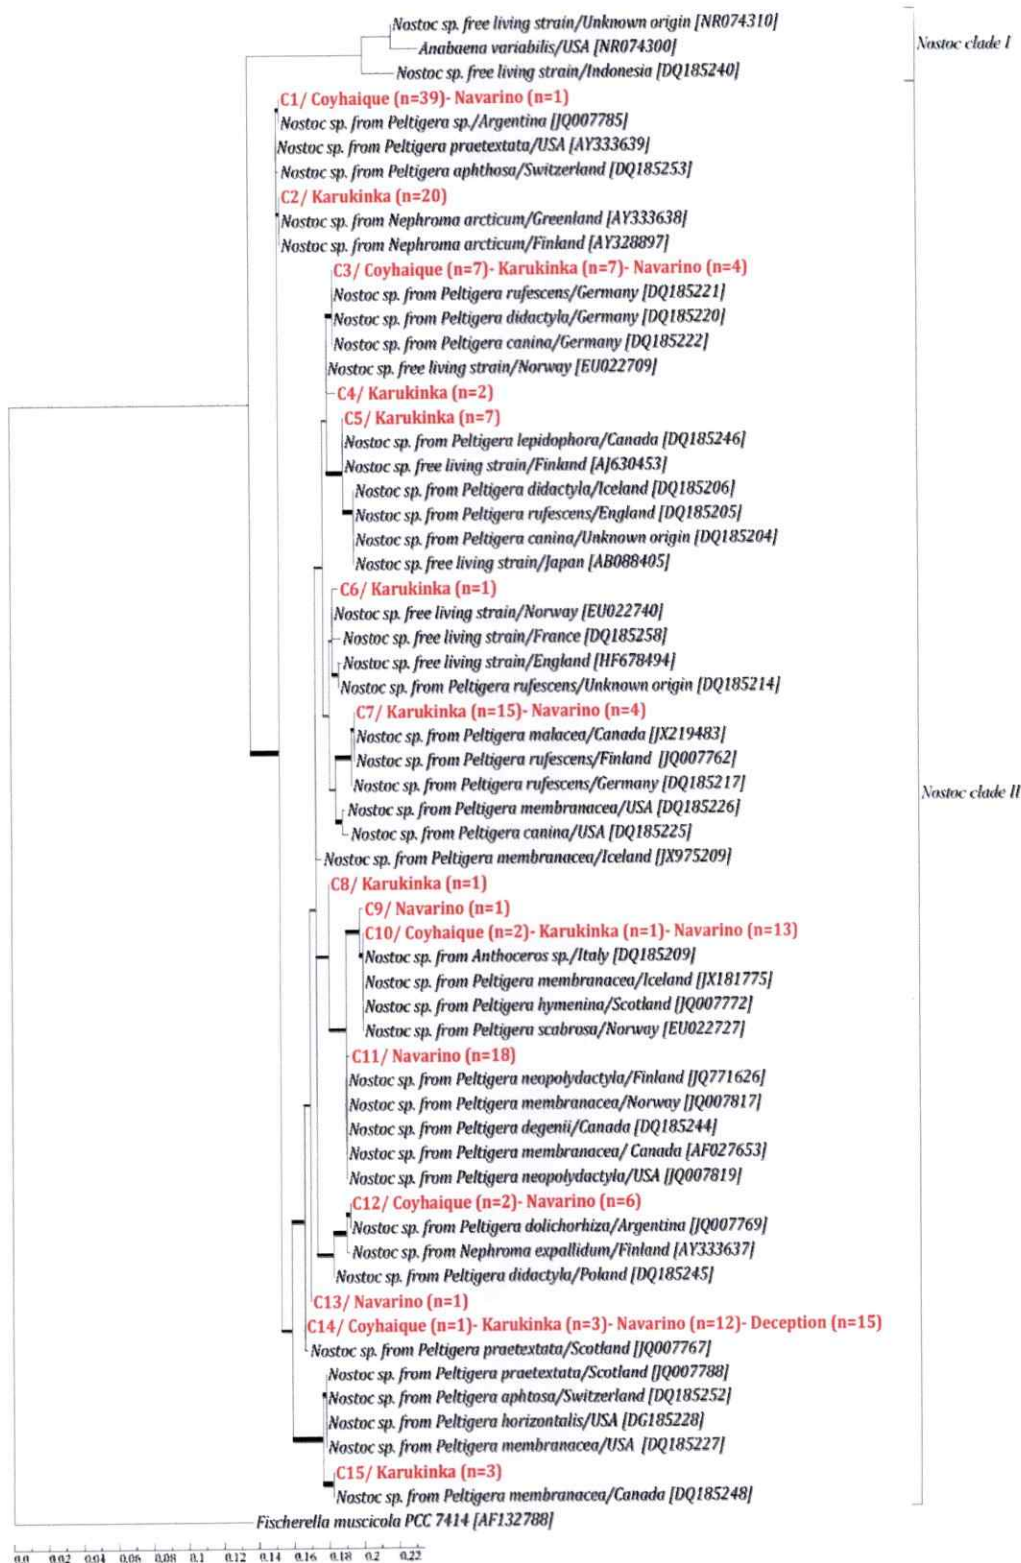 Nostoc sp. free living strain/Unknown origin [NR074310]
Anabaena variabilis/USA [NR074300]
Nostoc clade I
Nostoc sp. free living strain/Indonesia [DQ185240]
C1/ Coyhaique (n=39)- Navarino (n=1)
Nostoc sp. from Peltigera sp./Argentina [JQ007785]
Nostoc sp. from Peltigera praetextata/USA [AY333639]
Nostoc sp. from Peltigera aphthosa/Switzerland [DQ185253]
C2/ Karukinka (n=20)
Nostoc sp. from Nephroma arcticum/Greenland [AY333638]
Nostoc sp. from Nephroma arcticum/Finland [AY328897]
C3/ Coyhaique (n=7)- Karukinka (n=7)- Navarino (n=4)
Nostoc sp. from Peltigera rufescens/Germany [DQ185221]
Nostoc sp. from Peltigera didactyla/Germany [DQ185220]
Nostoc sp. from Peltigera canina/Germany [DQ185222]
Nostoc sp. free living strain/Norway [EU022709]
C4/ Karukinka (n=2)
C5/ Karukinka (n=7)
Nostoc sp. from Peltigera lepidophora/Canada [DQ185246]
Nostoc sp. free living strain/Finland [AJ630453]
Nostoc sp. from Peltigera didactyla/Iceland [DQ185206]
Nostoc sp. from Peltigera rufescens/England [DQ185205]
Nostoc sp. from Peltigera canina/Unknown origin [DQ185204]
Nostoc sp. free living strain/Japan [AB088405]
C6/ Karukinka (n=1)
Nostoc sp. free living strain/Norway [EU022740]
Nostoc sp. free living strain/France [DQ185258]
Nostoc sp. free living strain/England [HF678494]
Nostoc sp. from Peltigera rufescens/Unknown origin [DQ185214]
C7/ Karukinka (n=15)- Navarino (n=4)
Nostoc sp. from Peltigera malacea/Canada [JX219483]
Nostoc sp. from Peltigera rufescens/Finland [JQ007762]
Nostoc sp. from Peltigera rufescens/Germany [DQ185217]
Nostoc clade II
Nostoc sp. from Peltigera membranacea/USA [DQ185226]
Nostoc sp. from Peltigera canina/USA [DQ185225]
Nostoc sp. from Peltigera membranacea/Iceland [JX975209]
C8/ Karukinka (n=1)
C9/ Navarino (n=1)
C10/ Coyhaique (n=2)- Karukinka (n=1)- Navarino (n=13)
Nostoc sp. from Anthoceros sp./Italy [DQ185209]
Nostoc sp. from Peltigera membranacea/Iceland [JX181775]
Nostoc sp. from Peltigera hymenina/Scotland [JQ007772]
Nostoc sp. from Peltigera scabrosa/Norway [EU022727]
C11/ Navarino (n=18)
Nostoc sp. from Peltigera neopolydactyla/Finland [JQ771626]
Nostoc sp. from Peltigera membranacea/Norway [JQ007817]
Nostoc sp. from Peltigera degenii/Canada [DQ185244]
Nostoc sp. from Peltigera membranacea/ Canada [AF027653]
Nostoc sp. from Peltigera neopolydactyla/USA [JQ007819]
C12/ Coyhaique (n=2)- Navarino (n=6)
Nostoc sp. from Peltigera dolichorhiza/Argentina [JQ007769]
Nostoc sp. from Nephroma expallidum/Finland [AY333637]
Nostoc sp. from Peltigera didactyla/Poland [DQ185245]
C13/ Navarino (n=1)
C14/ Coyhaique (n=1)- Karukinka (n=3)- Navarino (n=12)- Deception (n=15)
Nostoc sp. from Peltigera praetextata/Scotland [JQ007767]
Nostoc sp. from Peltigera praetextata/Scotland [JQ007788]
Nostoc sp. from Peltigera aphtosa/Switzerland [DQ185252]
Nostoc sp. from Peltigera horizontalis/USA [DG185228]
Nostoc sp. from Peltigera membranacea/USA [DQ185227]
C15/ Karukinka (n=3)
Nostoc sp. from Peltigera membranacea/Canada [DQ185248]
Fischerella muscicola PCC 7414 [AF132788]
0.0 0.02 0.04 0.06 0.08 0.1 0.12 0.14 0.16 0.18 0.2 0.22